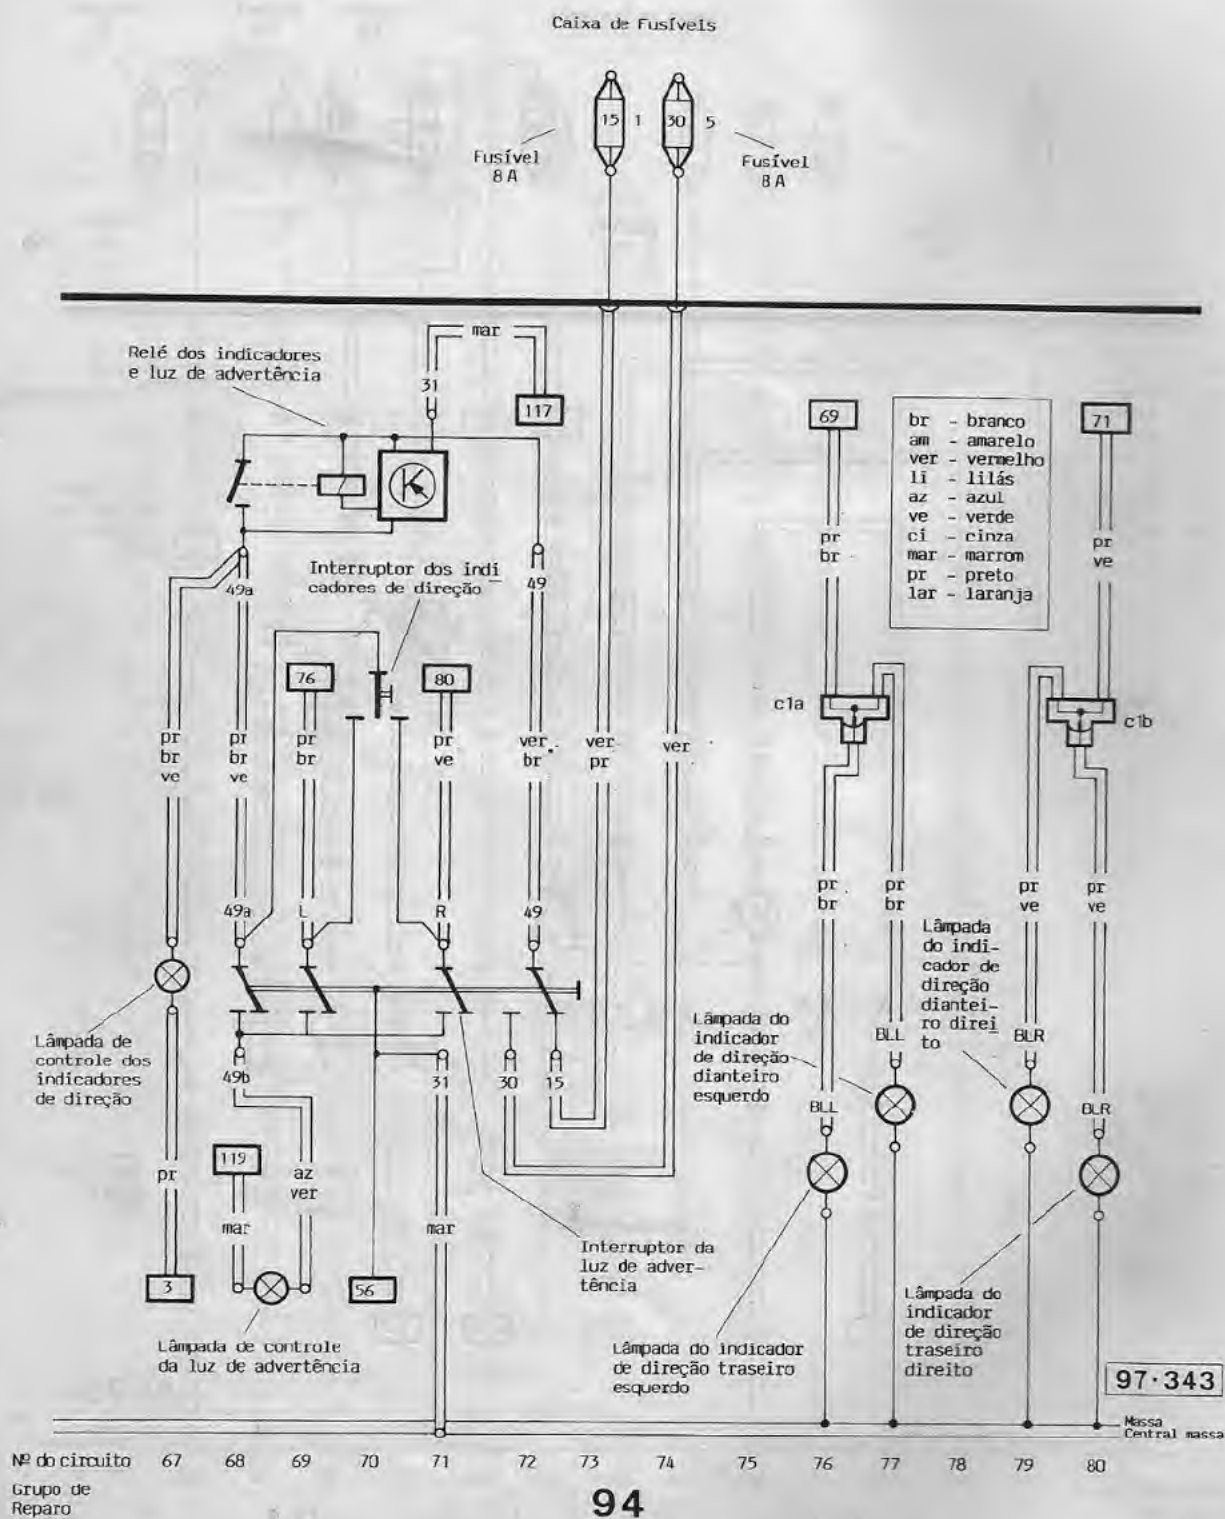 Caixa de Fusíveis
15
1
30
5
Fusível
8 A
Fusível
8 A
mar
Relé dos indicadores
e luz de advertência
31
117
69
br - branco
am - amarelo
ver - vermelho
li - lilás
az - azul
ve - verde
ci - cinza
mar - marrom
pr - preto
lar - laranja
71
K
pr
br
pr
ve
49a
Interruptor dos indi
cadores de direção
49
76
80
c1a
c1b
pr
br
ve
pr
br
ve
pr
br
pr
ve
ver
br
ver
pr
ver
49a
L
R
49
pr
br
pr
br
pr
ve
pr
ve
Lâmpada
do indi-
cador de
direção
diantei-
ro direi
to
Lâmpada de
controle dos
indicadores
de direção
Lâmpada do
indicador
de direção
dianteiro
esquerdo
BLL
BLR
49b
31
30
15
BLL
BLR
119
pr
az
ver
mar
mar
3
56
Interruptor da
luz de adver-
tência
Lâmpada de controle
da luz de advertência
Lâmpada do indicador
de direção traseiro
esquerdo
Lâmpada do
indicador
de direção
traseiro
direito
97·343
Massa
Central massa
Nº do circuito 67 68 69 70 71 72 73 74 75 76 77 78 79 80
Grupo de
Reparo
94